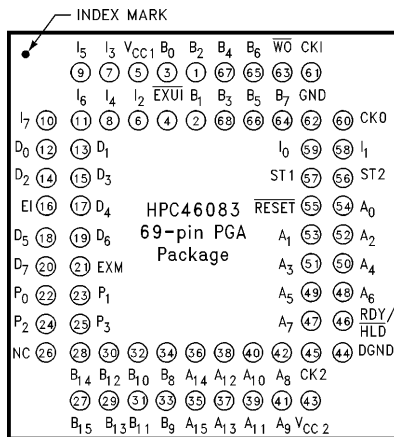 INDEX MARK
I5 I3 VCC1 B0 B2 B4 B6 WO CKI
9 7 5 3 1 67 65 63 61
I6 I4 I2 EXUI B1 B3 B5 B7 GND
I7 10 11 8 6 4 2 68 66 64 62 60 CKO
D0 12 13 D1 I0 59 58 I1
D2 14 15 D3 ST1 57 56 ST2
EI 16 17 D4 HPC46083 RESET 55 54 A0
D5 18 19 D6 69-pin PGA A1 53 52 A2
D7 20 21 EXM Package A3 51 50 A4
P0 22 23 P1 A5 49 48 A6
P2 24 25 P3 A7 47 46 RDY/
HLD
NC 26 28 30 32 34 36 38 40 42 45 44 DGND
B14 B12 B10 B8 A14 A12 A10 A8 CK2
27 29 31 33 35 37 39 41 43
B15 B13 B11 B9 A15 A13 A11 A9 VCC2